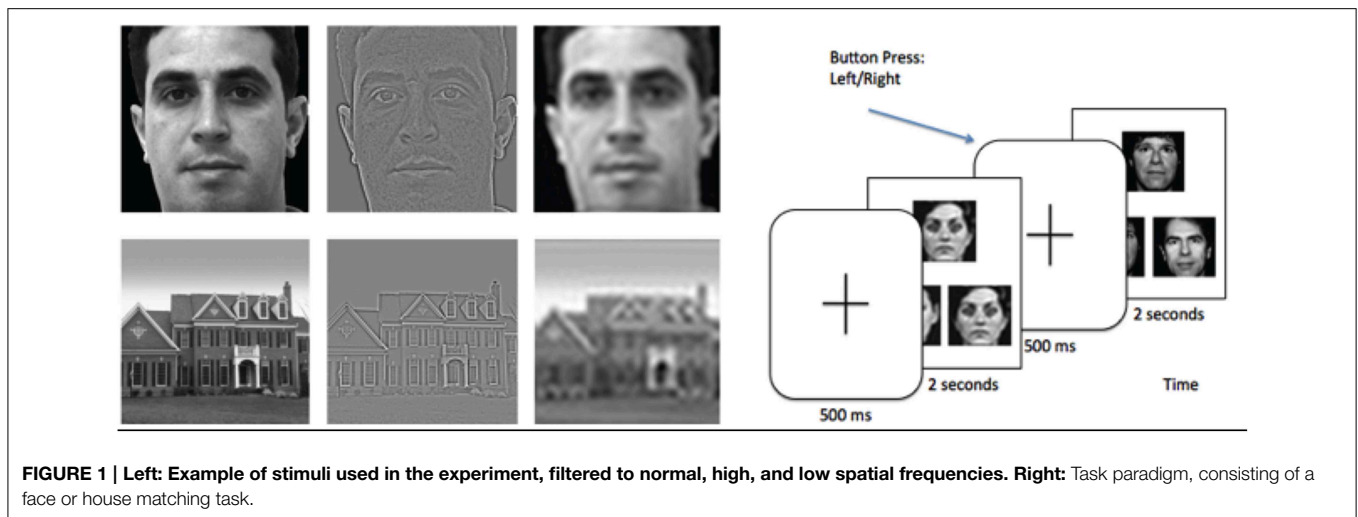 Button Press:
Left/Right
2 seconds
500 ms
2 seconds
Time
500 ms
FIGURE 1 | Left: Example of stimuli used in the experiment, filtered to normal, high, and low spatial frequencies. Right: Task paradigm, consisting of a
face or house matching task.